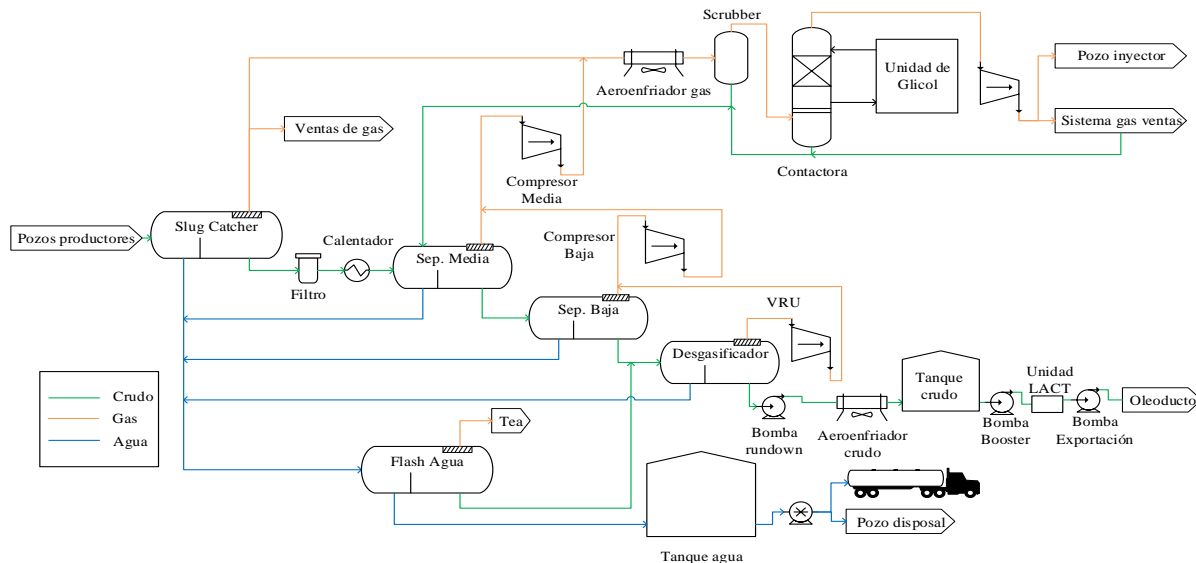 Scrubber
Aeroenfriador gas
Unidad de
Glicol
Pozo inyector
Sistema gas ventas
Ventas de gas
Compresor
Media
Contactora
Pozos productores
Slug Catcher
Calentador
Filtro
Sep. Media
Compresor
Baja
Sep. Baja
VRU
Desgasificador
Crudo
Gas
Agua
Tea
Flash Agua
Bomba
rundown
Aeroenfriador
crudo
Tanque
crudo
Bomba
Booster
Unidad
LACT
Bomba
Exportación
Oleoducto
Tanque agua
Pozo disposal